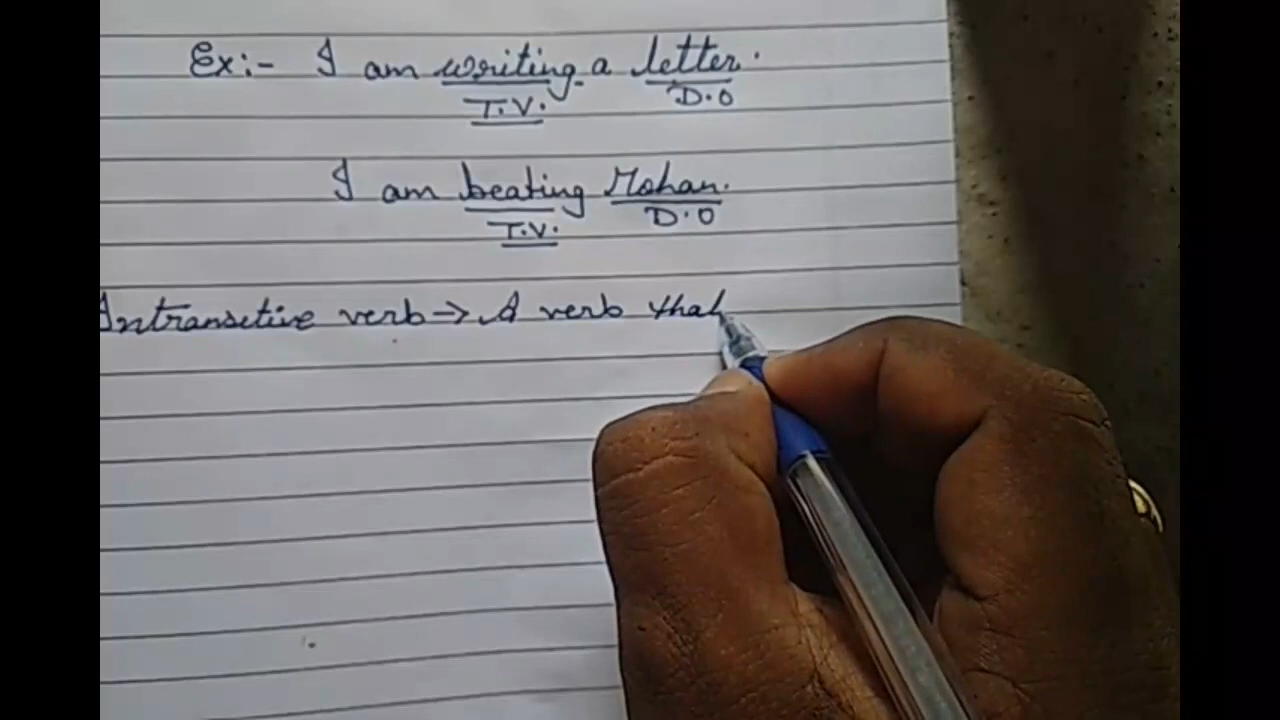 Ex:- I am writing a letter.
T.V. D.O
I am beating Mohan.
T.V. D.O
Intransitive verb → A verb that